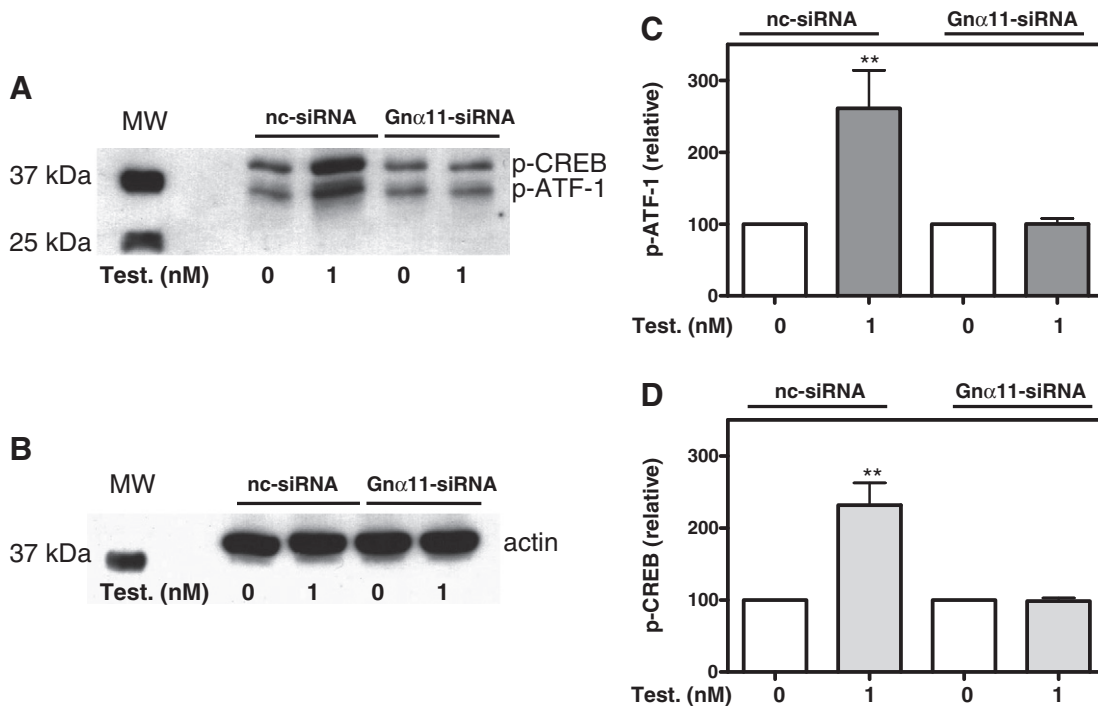 A
MW
nc-siRNA
Gnα11-siRNA
37 kDa
p-CREB
p-ATF-1
25 kDa
Test. (nM) 0 1 0 1
B
MW
nc-siRNA
Gnα11-siRNA
37 kDa
actin
Test. (nM) 0 1 0 1
C
nc-siRNA
Gnα11-siRNA
p-ATF-1 (relative)
300
200
100
0
**
Test. (nM) 0 1 0 1
D
nc-siRNA
Gnα11-siRNA
p-CREB (relative)
300
200
100
0
**
Test. (nM) 0 1 0 1